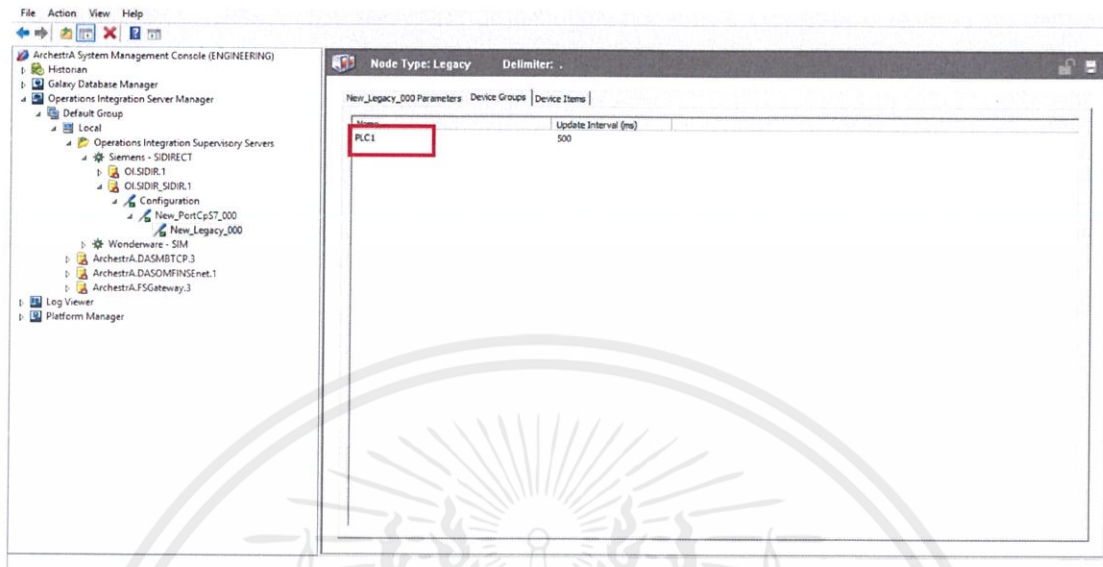 File Action View Help
ArchestrA System Management Console (ENGINEERING)
Historian
Galaxy Database Manager
Operations Integration Server Manager
Default Group
Local
Operations Integration Supervisory Servers
Siemens - SIDIRECT
OI.SIDIR.1
OI.SIDIR_SIDIR.1
Configuration
New_PortCpS7_000
New_Legacy_000
Wonderware - SIM
ArchestrA.DASMBTCP.3
ArchestrA.DASOMFINSEnet.1
ArchestrA.FSGateway.3
Log Viewer
Platform Manager
Node Type: Legacy Delimiter: .
New_Legacy_000 Parameters Device Groups Device Items
Name Update Interval (ms)
PLC1 500